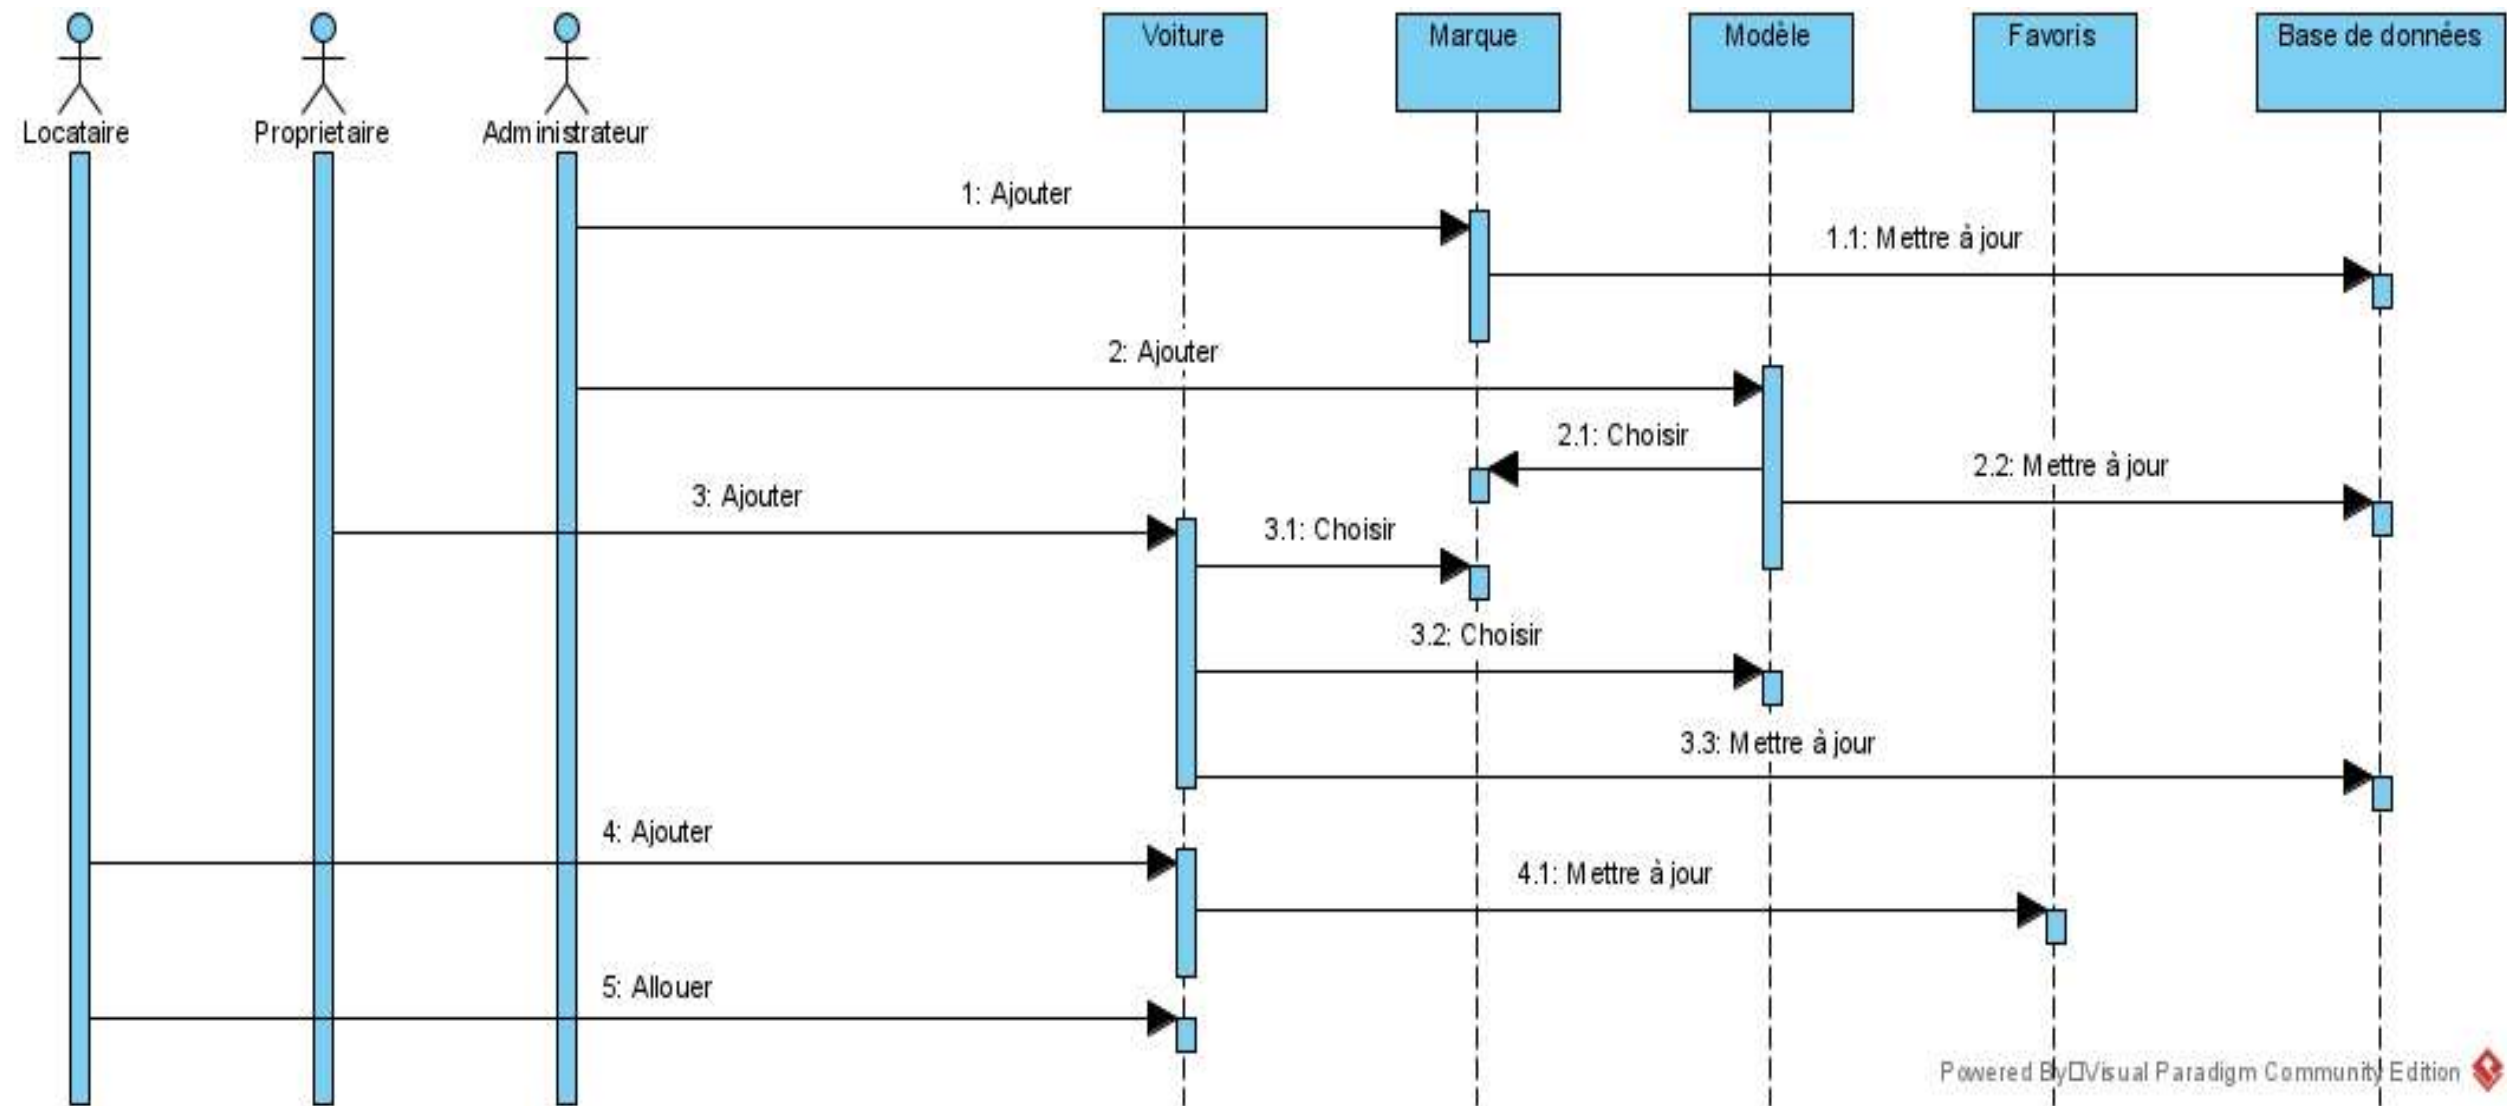 Voiture
Marque
Modèle
Favoris
Base de données
Locataire
Proprietaire
Administrateur
1: Ajouter
1.1: Mettre à jour
2: Ajouter
2.1: Choisir
2.2: Mettre à jour
3: Ajouter
3.1: Choisir
3.2: Choisir
3.3: Mettre à jour
4: Ajouter
4.1: Mettre à jour
5: Allouer
Powered By□Visual Paradigm Community Edition